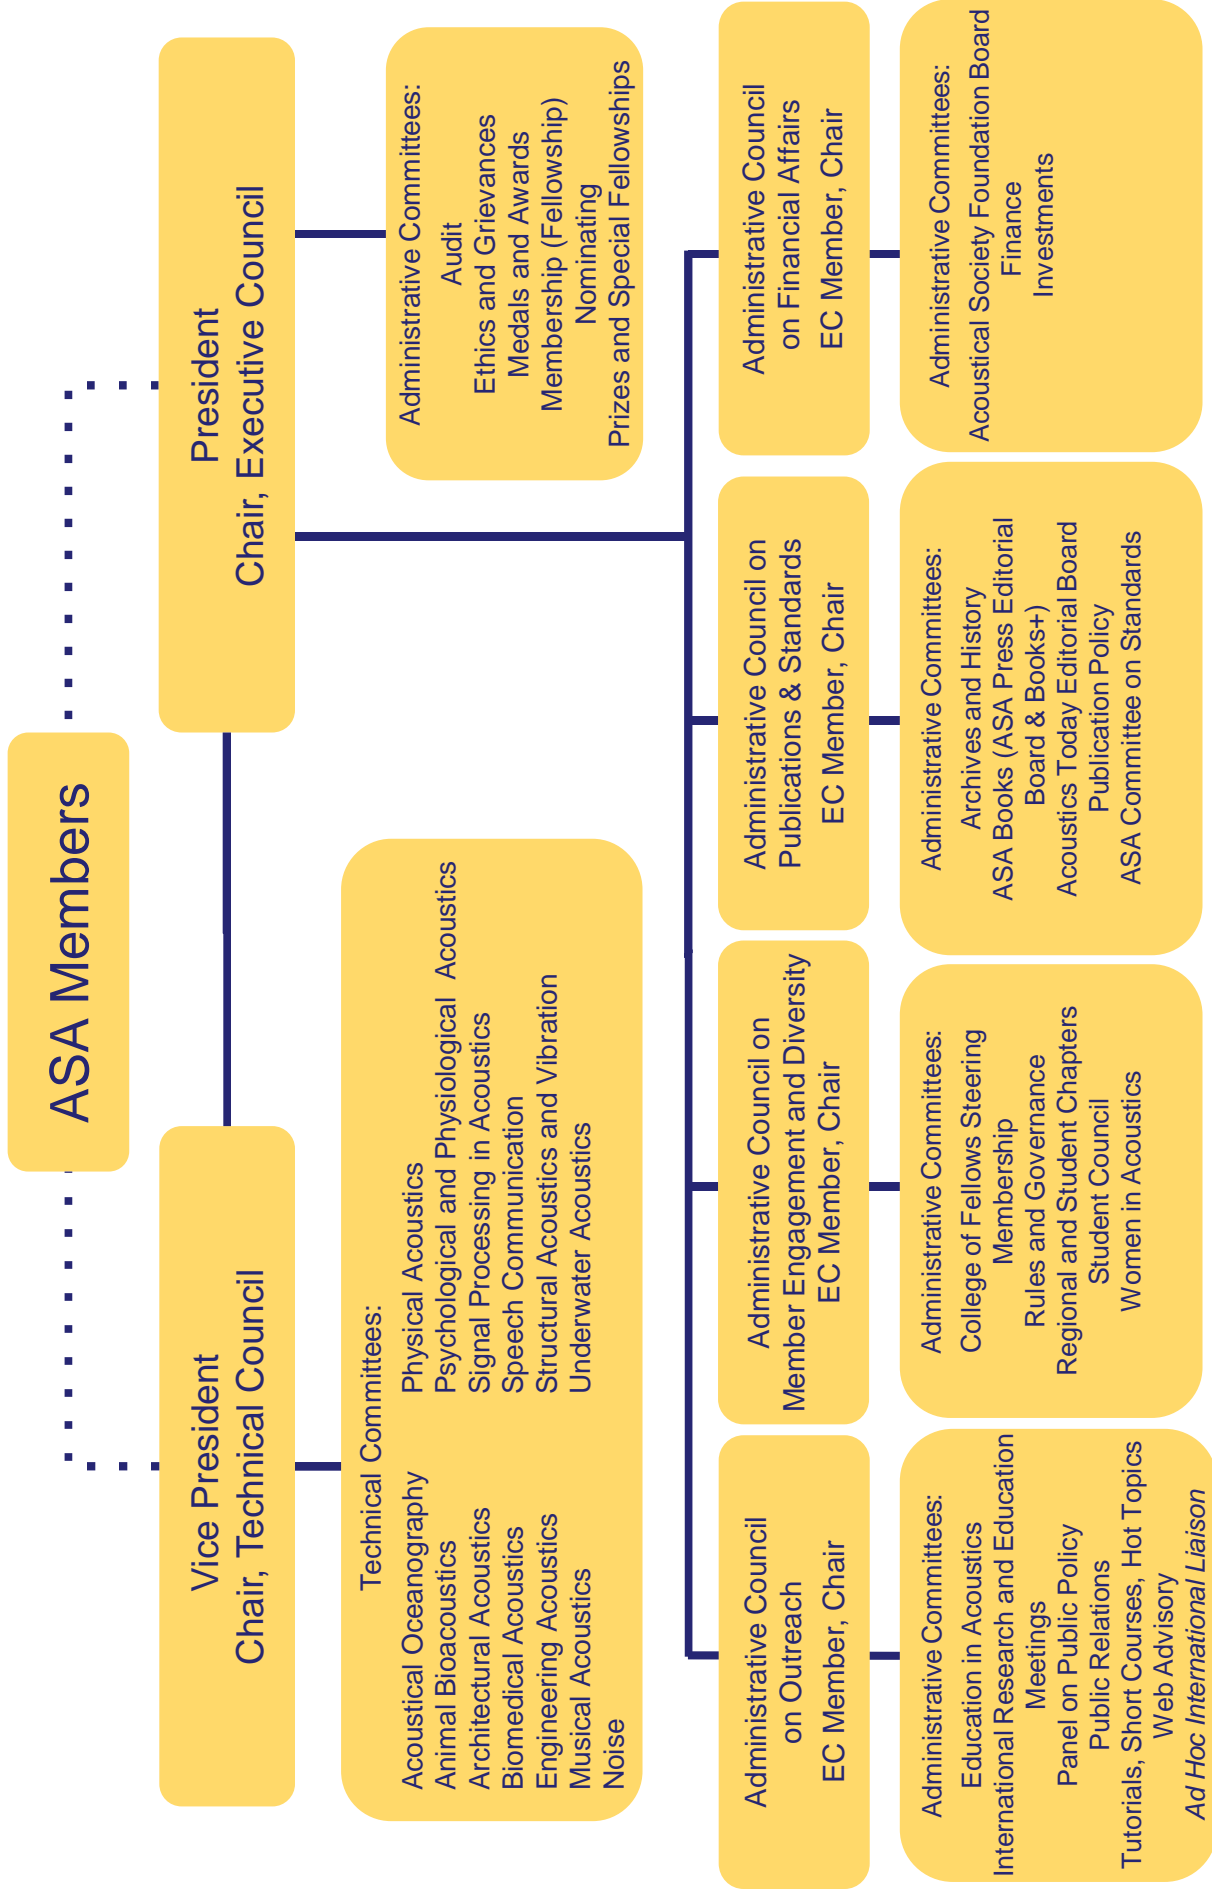 ASA Members
Vice President
Chair, Technical Council
President
Chair, Executive Council
Technical Committees:
Acoustical Oceanography
Animal Bioacoustics
Architectural Acoustics
Biomedical Acoustics
Engineering Acoustics
Musical Acoustics
Noise
Physical Acoustics
Psychological and Physiological Acoustics
Signal Processing in Acoustics
Speech Communication
Structural Acoustics and Vibration
Underwater Acoustics
Administrative Committees:
Audit
Ethics and Grievances
Medals and Awards
Membership (Fellowship)
Nominating
Prizes and Special Fellowships
Administrative Council
on Outreach
EC Member, Chair
Administrative Committees:
Education in Acoustics
International Research and Education
Meetings
Panel on Public Policy
Public Relations
Tutorials, Short Courses, Hot Topics
Web Advisory
Ad Hoc International Liaison
Administrative Council on
Member Engagement and Diversity
EC Member, Chair
Administrative Committees:
College of Fellows Steering
Membership
Rules and Governance
Regional and Student Chapters
Student Council
Women in Acoustics
Administrative Council on
Publications & Standards
EC Member, Chair
Administrative Committees:
Archives and History
ASA Books (ASA Press Editorial
Board & Books+)
Acoustics Today Editorial Board
Publication Policy
ASA Committee on Standards
Administrative Council
on Financial Affairs
EC Member, Chair
Administrative Committees:
Acoustical Society Foundation Board
Finance
Investments